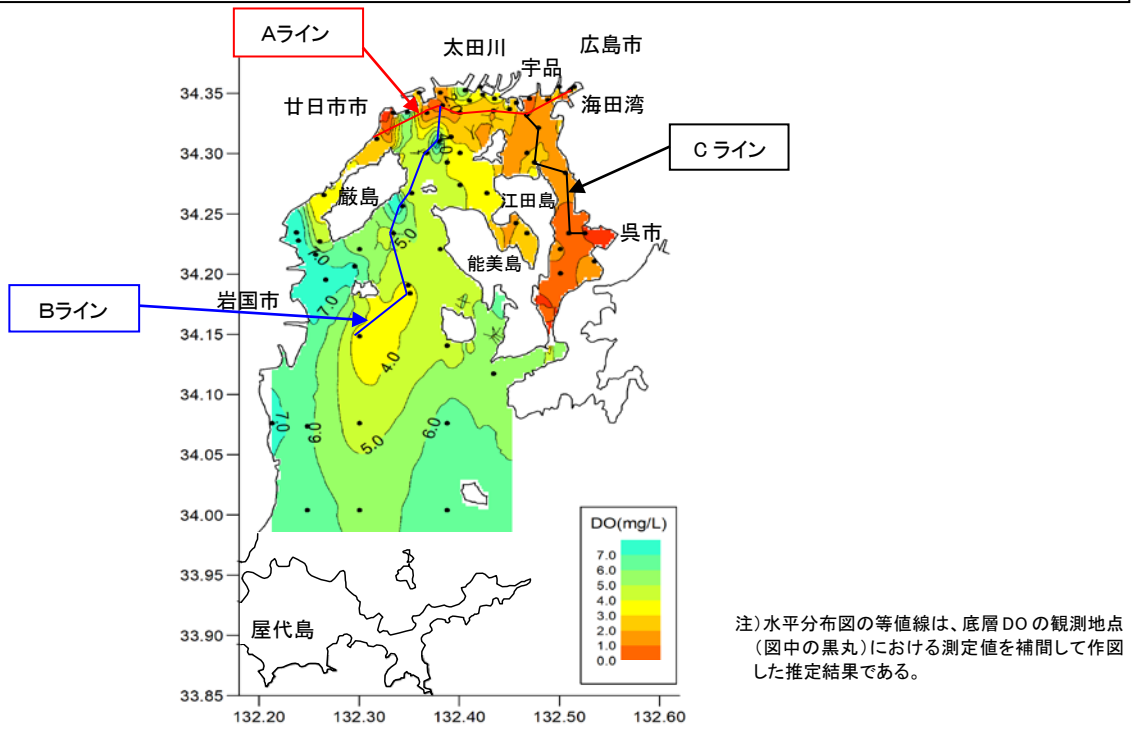 Aライン
太田川
広島市
宇品
34.35
海田湾
廿日市市
Cライン
34.30
厳島
江田島
34.25
5.0
呉市
7.0
能美島
34.20
岩国市
7.0
Bライン
34.15
4.0
34.10
7.0
6.0
6.0
5.0
34.05
34.00
DO(mg/L)
7.0
6.0
5.0
4.0
3.0
2.0
1.0
0.0
33.95
33.90
屋代島
33.85
132.20 132.30 132.40 132.50 132.60
注)水平分布図の等値線は、底層DOの観測地点
(図中の黒丸)における測定値を補間して作図
した推定結果である。